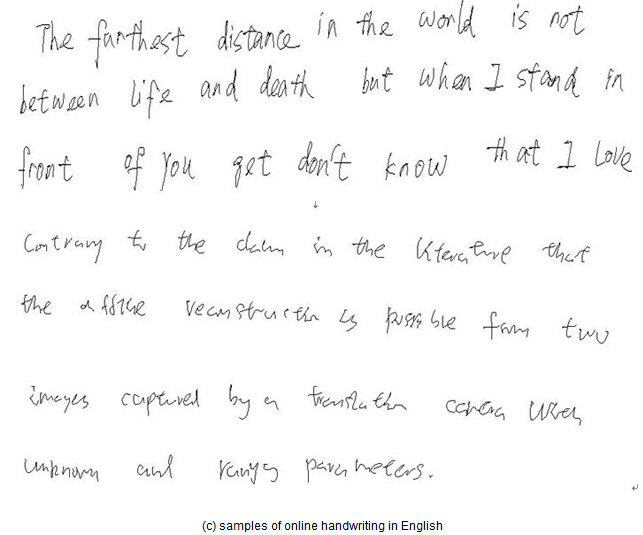 The furthest distance in the world is not
between life and death but when I stand in
front of you get don't know that I Love
Contrary to the claim in the literature that
the affine reconstruction is possible from two
images captured by a translation camera with
unknown and varying parameters.
(c) samples of online handwriting in English